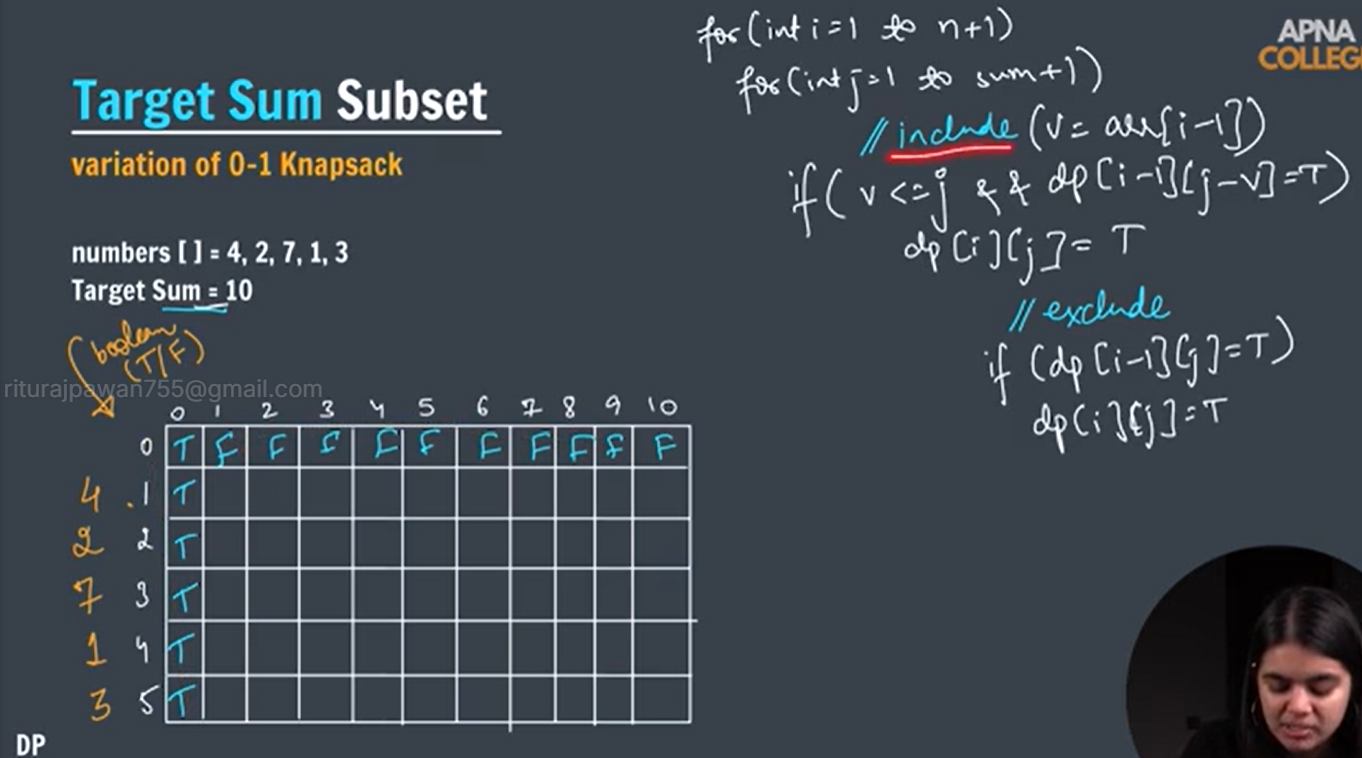 APNA
COLLEG
Target Sum Subset
variation of 0-1 Knapsack
numbers [ ] = 4, 2, 7, 1, 3
Target Sum = 10
boolean
(T/F)
riturajpawan755@gmail.com
0 1 2 3 4 5 6 7 8 9 10
0 T F F F F F F F F F F
4 . 1 T
2 2 T
7 3 T
1 4 T
3 5 T
DP
for (int i=1 to n+1)
for (int j=1 to sum+1)
// include (v = arr[i-1])
if ( v <= j && dp[i-1][j-v]=T)
dp[i][j] = T
// exclude
if (dp[i-1][j]=T)
dp[i][j]=T